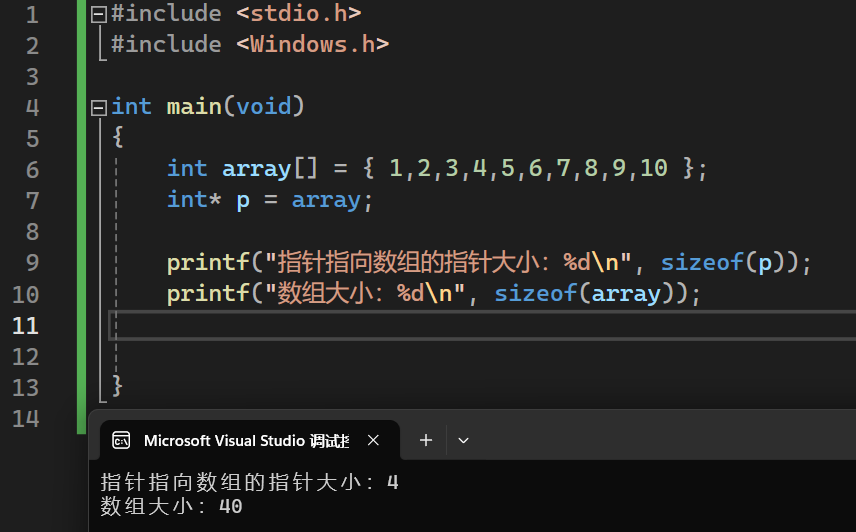 1 #include <stdio.h>
2 #include <Windows.h>
3
4 int main(void)
5 {
6 int array[] = { 1,2,3,4,5,6,7,8,9,10 };
7 int* p = array;
8
9 printf("指针指向数组的指针大小：%d\n", sizeof(p));
10 printf("数组大小：%d\n", sizeof(array));
11
12
13 }
14
Microsoft Visual Studio 调试
指针指向数组的指针大小：4
数组大小：40